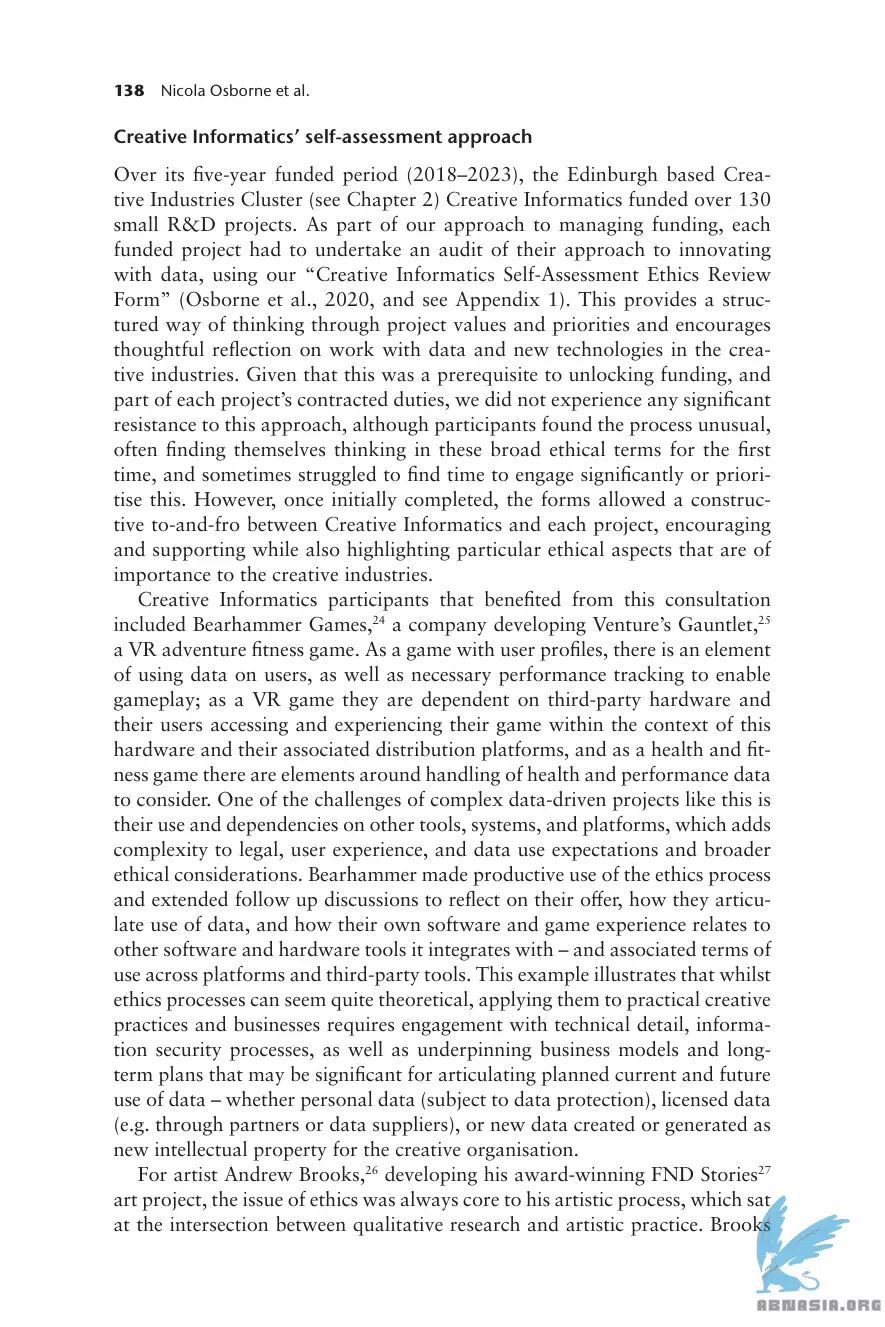 138 Nicola Osborne et al.
Creative Informatics’ self-assessment approach
Over its five-year funded period (2018–2023), the Edinburgh based Crea-
tive Industries Cluster (see Chapter 2) Creative Informatics funded over 130
small R&D projects. As part of our approach to managing funding, each
funded project had to undertake an audit of their approach to innovating
with data, using our “Creative Informatics Self-Assessment Ethics Review
Form” (Osborne et al., 2020, and see Appendix 1). This provides a struc-
tured way of thinking through project values and priorities and encourages
thoughtful reflection on work with data and new technologies in the crea-
tive industries. Given that this was a prerequisite to unlocking funding, and
part of each project’s contracted duties, we did not experience any significant
resistance to this approach, although participants found the process unusual,
often finding themselves thinking in these broad ethical terms for the first
time, and sometimes struggled to find time to engage significantly or priori-
tise this. However, once initially completed, the forms allowed a construc-
tive to-and-fro between Creative Informatics and each project, encouraging
and supporting while also highlighting particular ethical aspects that are of
importance to the creative industries.
Creative Informatics participants that benefited from this consultation
included Bearhammer Games,24 a company developing Venture’s Gauntlet,25
a VR adventure fitness game. As a game with user profiles, there is an element
of using data on users, as well as necessary performance tracking to enable
gameplay; as a VR game they are dependent on third-party hardware and
their users accessing and experiencing their game within the context of this
hardware and their associated distribution platforms, and as a health and fit-
ness game there are elements around handling of health and performance data
to consider. One of the challenges of complex data-driven projects like this is
their use and dependencies on other tools, systems, and platforms, which adds
complexity to legal, user experience, and data use expectations and broader
ethical considerations. Bearhammer made productive use of the ethics process
and extended follow up discussions to reflect on their offer, how they articu-
late use of data, and how their own software and game experience relates to
other software and hardware tools it integrates with – and associated terms of
use across platforms and third-party tools. This example illustrates that whilst
ethics processes can seem quite theoretical, applying them to practical creative
practices and businesses requires engagement with technical detail, informa-
tion security processes, as well as underpinning business models and long-
term plans that may be significant for articulating planned current and future
use of data – whether personal data (subject to data protection), licensed data
(e.g. through partners or data suppliers), or new data created or generated as
new intellectual property for the creative organisation.
For artist Andrew Brooks,26 developing his award-winning FND Stories27
art project, the issue of ethics was always core to his artistic process, which sat
at the intersection between qualitative research and artistic practice. Brooks
ABNASIA.ORG